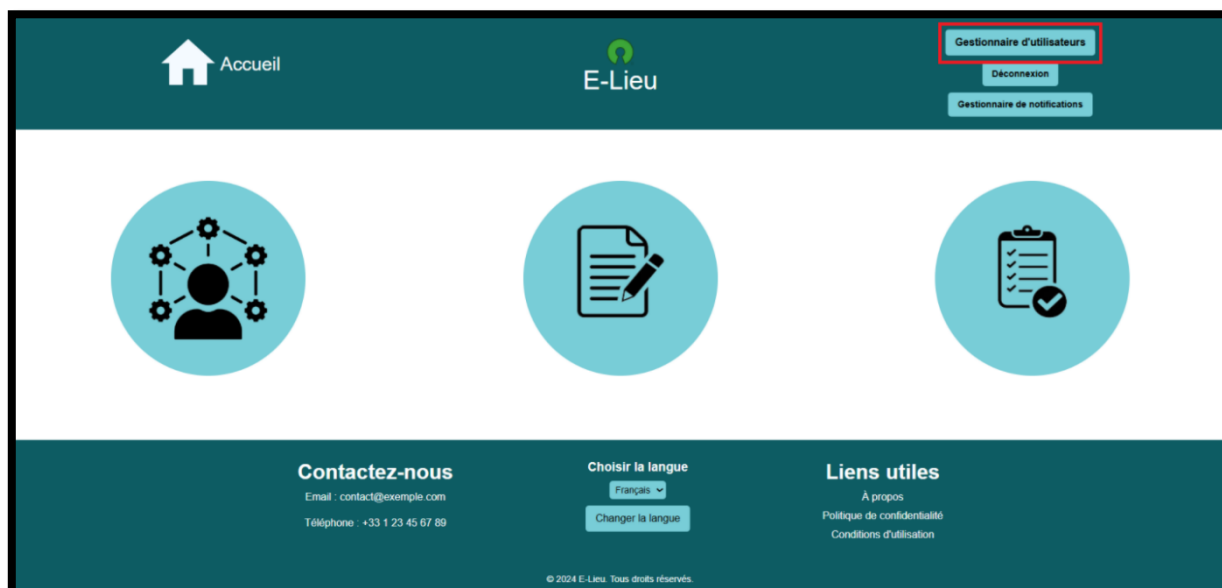 Accueil
E-Lieu
Gestionnaire d'utilisateurs
Déconnexion
Gestionnaire de notifications
Contactez-nous
Email : contact@exemple.com
Téléphone : +33 1 23 45 67 89
Choisir la langue
Français
Changer la langue
Liens utiles
À propos
Politique de confidentialité
Conditions d'utilisation
© 2024 E-Lieu. Tous droits réservés.